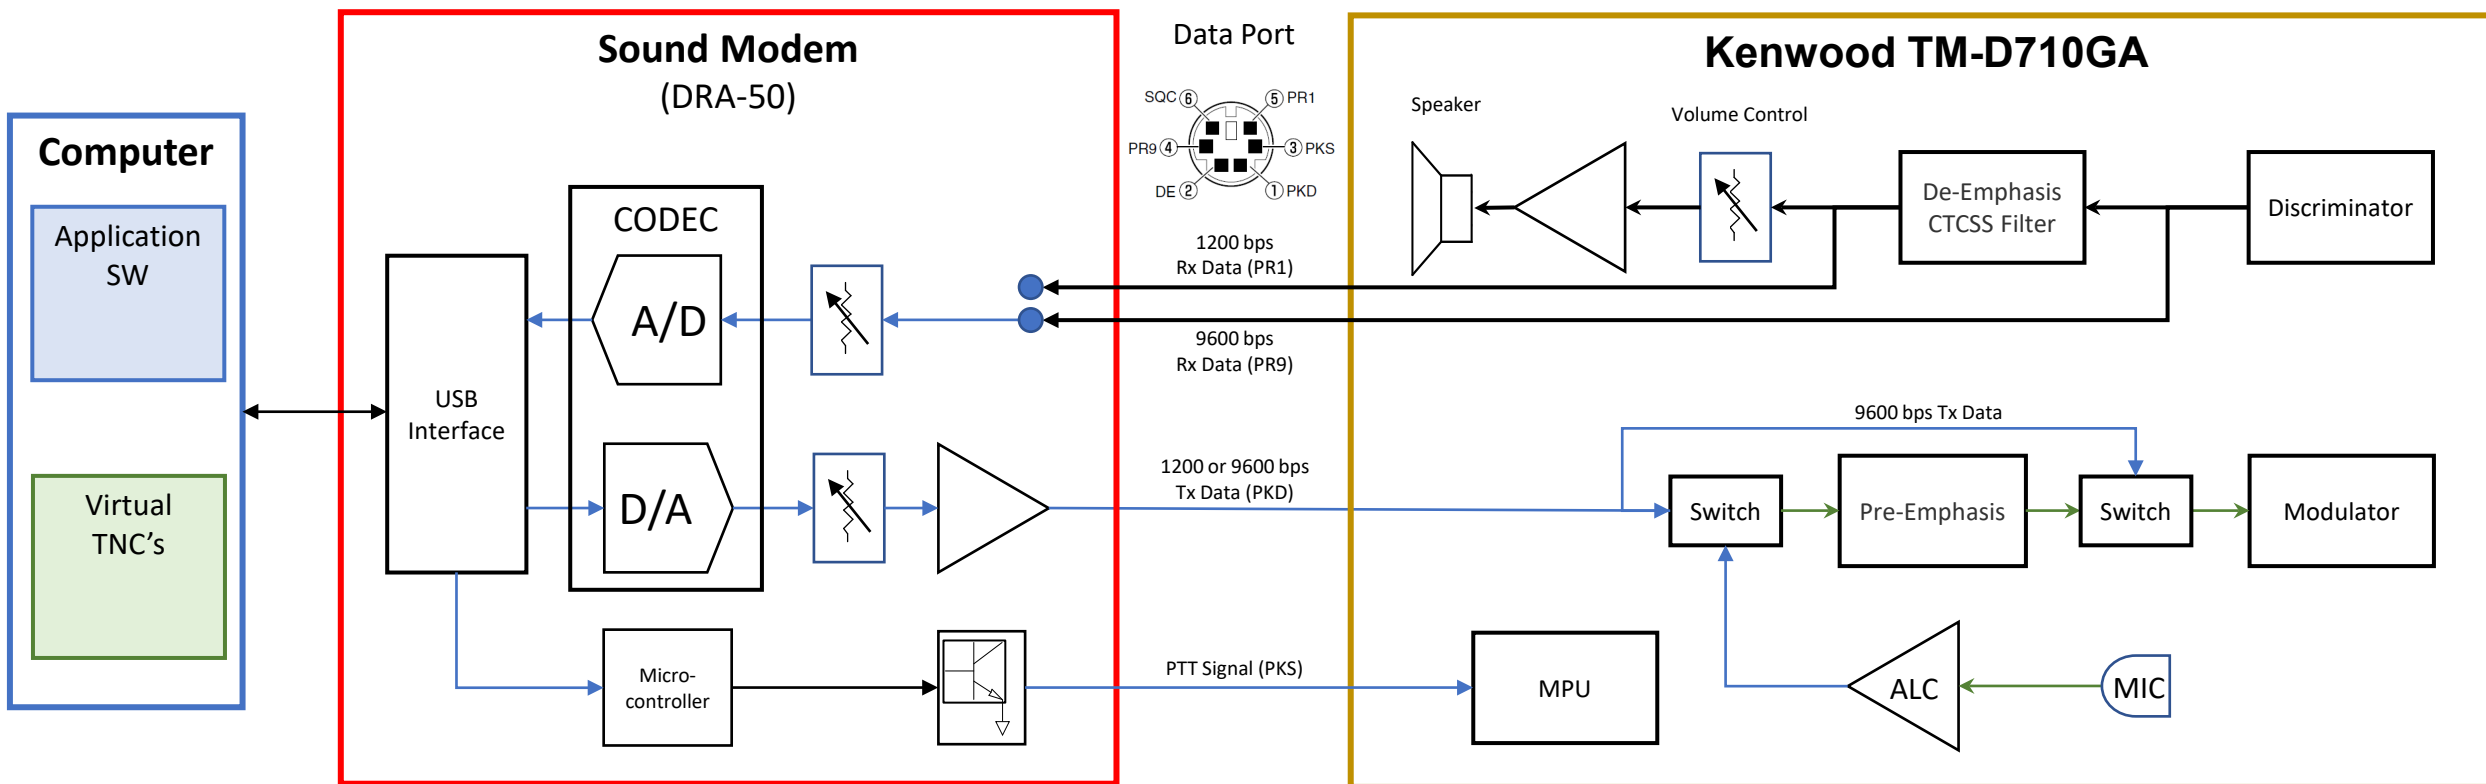 Sound Modem
(DRA-50)
Data Port
Kenwood TM-D710GA
SQC ⑥
⑤ PR1
PR9 ④
③ PKS
DE ②
① PKD
Computer
Application
SW
Virtual
TNC's
USB
Interface
CODEC
A/D
D/A
Micro-
controller
1200 bps
Rx Data (PR1)
9600 bps
Rx Data (PR9)
1200 or 9600 bps
Tx Data (PKD)
PTT Signal (PKS)
Speaker
Volume Control
De-Emphasis
CTCSS Filter
Discriminator
9600 bps Tx Data
Switch
Pre-Emphasis
Switch
Modulator
MPU
ALC
MIC